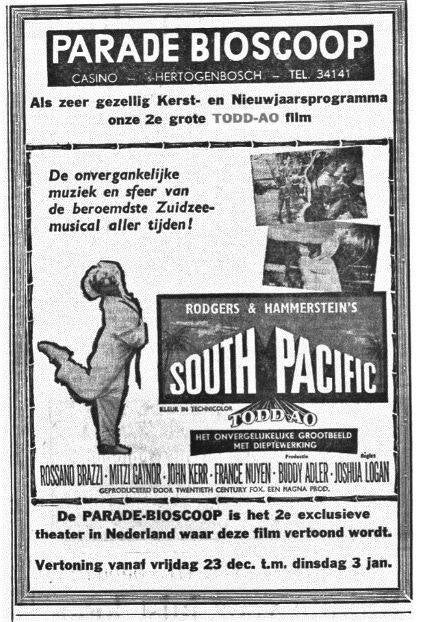 PARADE BIOSCOOP
CASINO — 's-HERTOGENBOSCH — TEL. 34141
Als zeer gezellig Kerst- en Nieuwjaarsprogramma
onze 2e grote TODD-AO film
De onvergankelijke
muziek en sfeer van
de beroemdste Zuidzee-
musical aller tijden!
RODGERS & HAMMERSTEIN'S
SOUTH PACIFIC
KLEUR IN TECHNICOLOR
TODD-AO
HET ONVERGELIJKELIJKE GROOTBEELD
MET DIEPTEWERKING
Productie Regie:
ROSSANO BRAZZI · MITZI GAYNOR · JOHN KERR · FRANCE NUYEN · BUDDY ADLER · JOSHUA LOGAN
GEPRODUCEERD DOOR TWENTIETH CENTURY FOX. EEN MAGNA PROD.
De PARADE-BIOSCOOP is het 2e exclusieve
theater in Nederland waar deze film vertoond wordt.
Vertoning vanaf vrijdag 23 dec. t.m. dinsdag 3 jan.